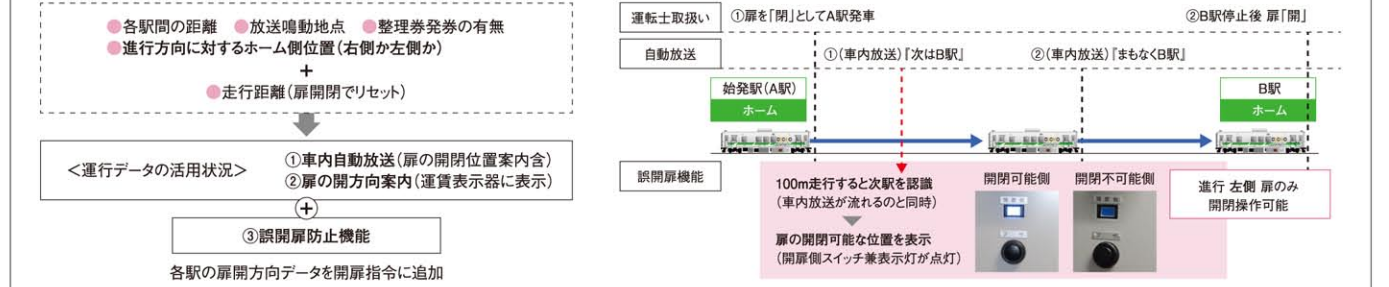 ●各駅間の距離 ●放送鳴動地点 ●整理券発券の有無
●進行方向に対するホーム側位置(右側か左側か)
+
●走行距離(扉開閉でリセット)
<運行データの活用状況>
①車内自動放送(扉の開閉位置案内含)
②扉の開方向案内(運賃表示器に表示)
+
③誤開扉防止機能
各駅の扉開方向データを開扉指令に追加
運転士取扱い
①扉を「閉」としてA駅発車
②B駅停止後 扉「開」
自動放送
①(車内放送)『次はB駅』
②(車内放送)『まもなくB駅』
始発駅(A駅)
ホーム
B駅
ホーム
誤開扉機能
100m走行すると次駅を認識
(車内放送が流れるのと同時)
扉の開閉可能な位置を表示
(開扉側スイッチ兼表示灯が点灯)
開閉可能側
開閉不可能側
進行 左側 扉のみ
開閉操作可能